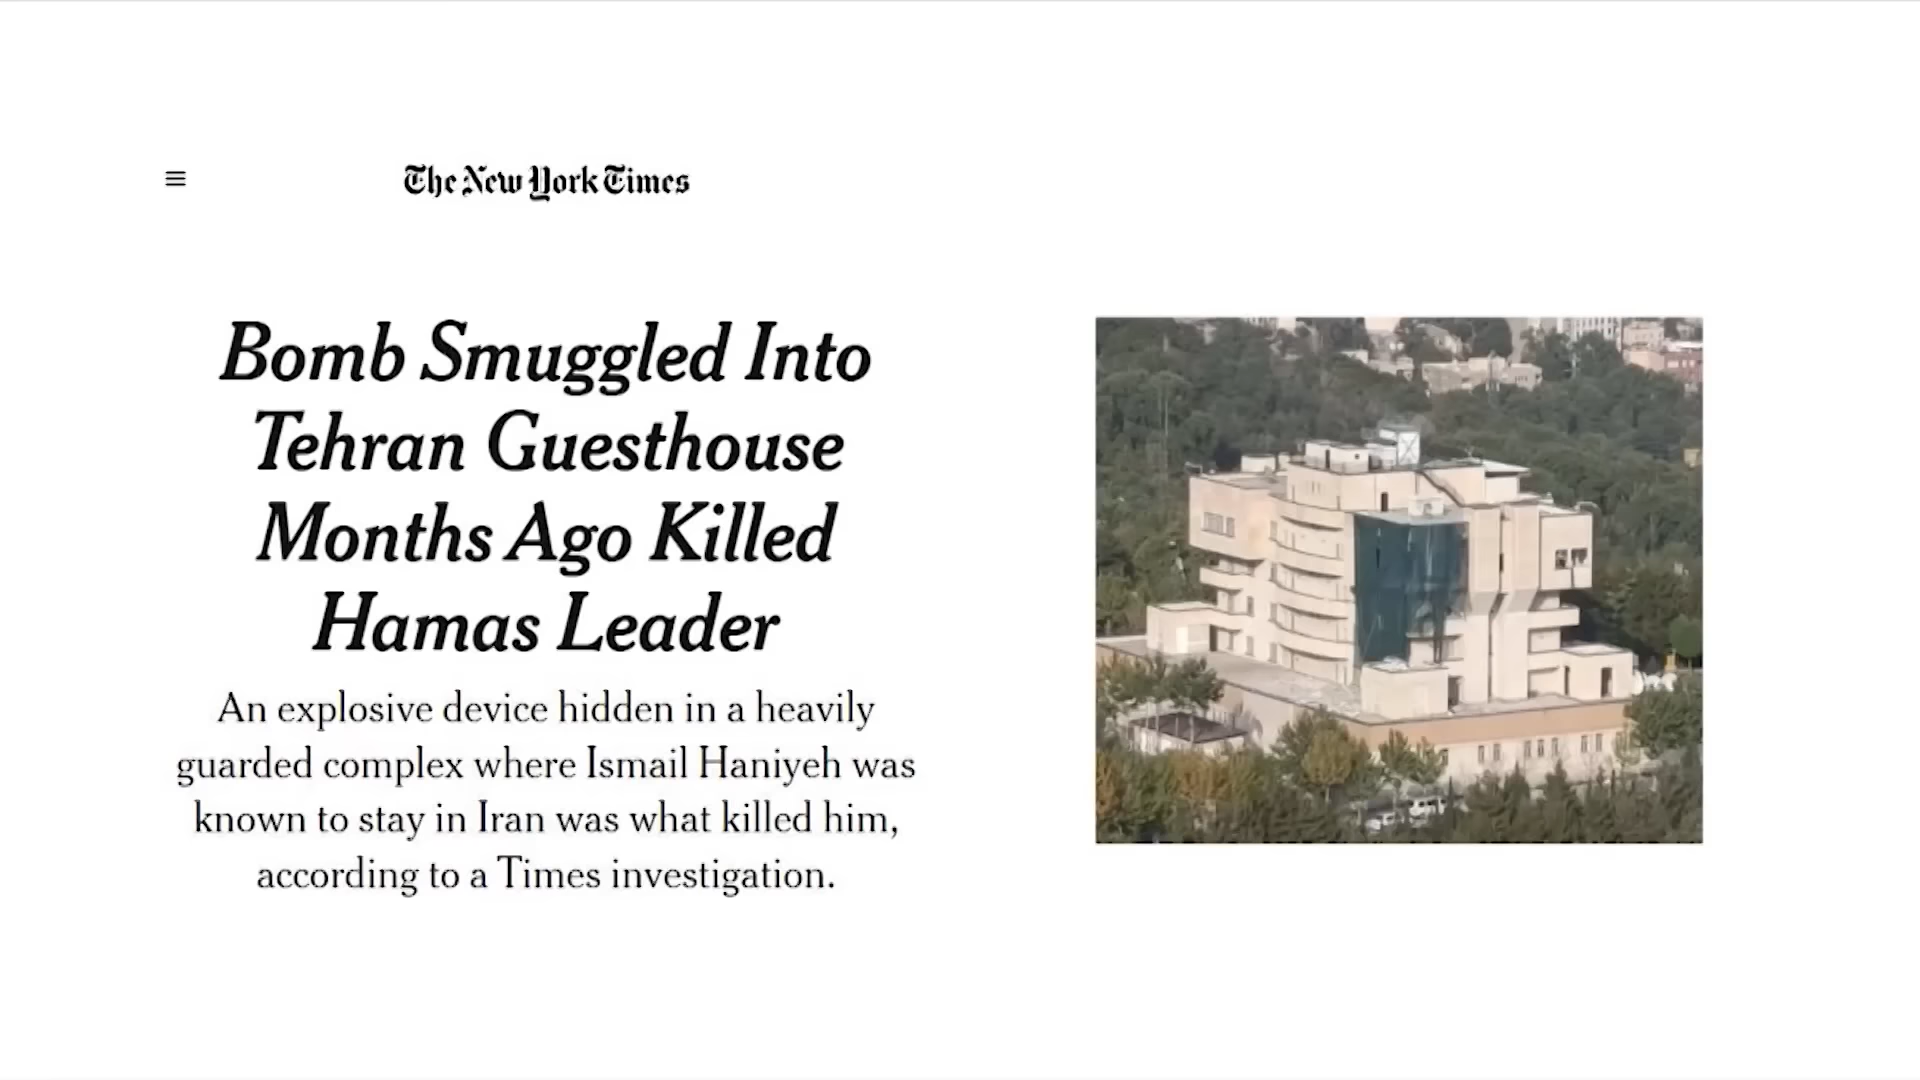 The New York Times
Bomb Smuggled Into
Tehran Guesthouse
Months Ago Killed
Hamas Leader
An explosive device hidden in a heavily
guarded complex where Ismail Haniyeh was
known to stay in Iran was what killed him,
according to a Times investigation.